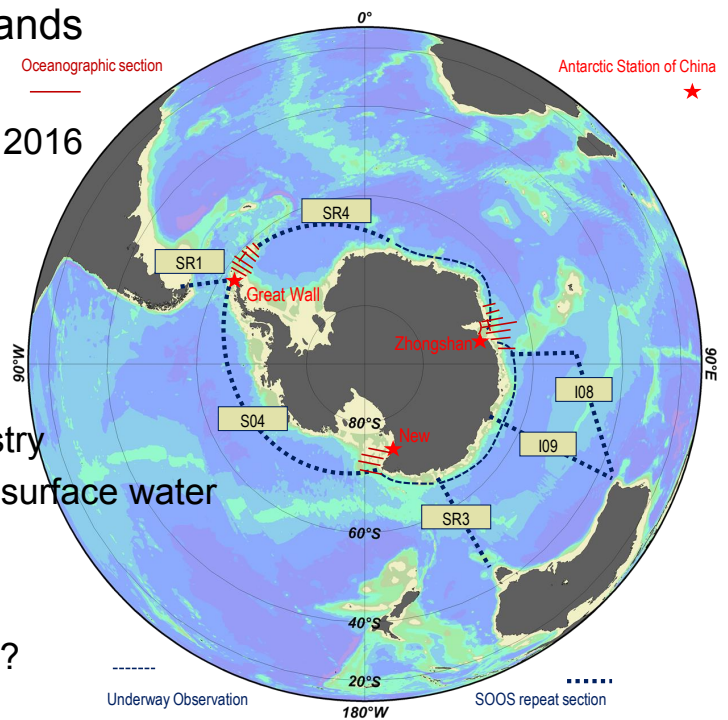 ands
0°
Oceanographic section
Antarctic Station of China
2016
SR4
SR1
Great Wall
Zhongshan
90°W
90°E
I08
80°S
S04
New
stry
I09
surface water
SR3
60°S
40°S
?
20°S
Underway Observation
SOOS repeat section
180°W